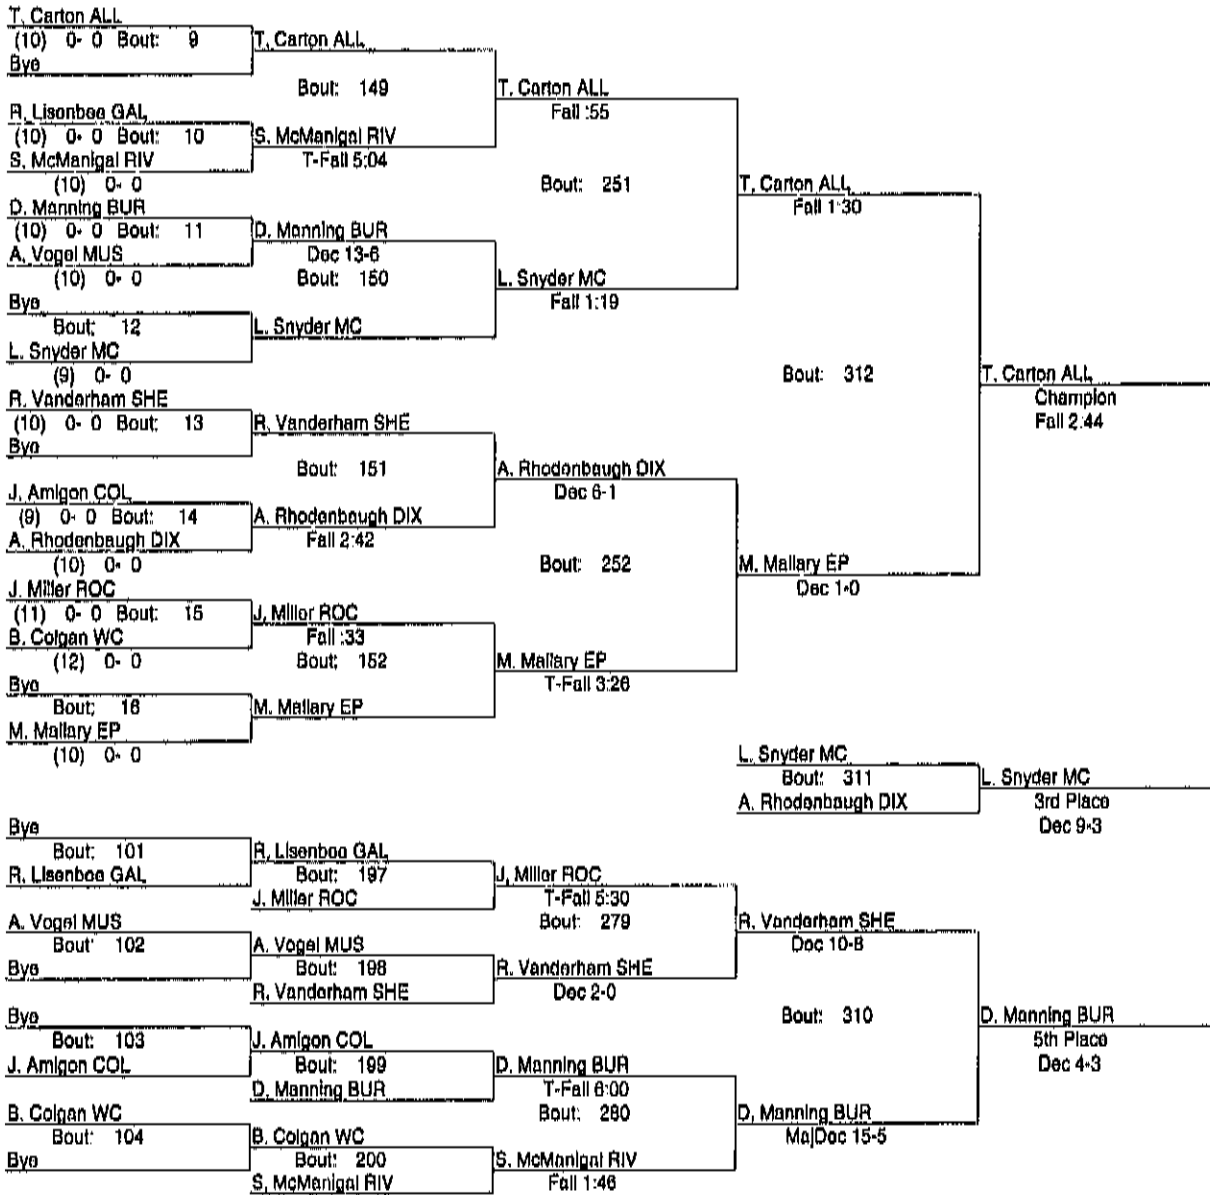 T. Carton ALL
(10) 0- 0 Bout: 9
Bye
T. Carton ALL
Bout: 149
R. Lisenbee GAL
(10) 0- 0 Bout: 10
S. McManigal RIV
(10) 0- 0
S. McManigal RIV
T-Fall 5:04
T. Carton ALL
Fall :55
Bout: 251
D. Manning BUR
(10) 0- 0 Bout: 11
A. Vogel MUS
(10) 0- 0
D. Manning BUR
Dec 13-6
Bout: 150
Bye
Bout: 12
L. Snyder MC
(9) 0- 0
L. Snyder MC
L. Snyder MC
Fall 1:19
T. Carton ALL
Fall 1:30
Bout: 312
R. Vanderham SHE
(10) 0- 0 Bout: 13
Bye
R. Vanderham SHE
Bout: 151
J. Amigon COL
(9) 0- 0 Bout: 14
A. Rhodenbaugh DIX
(10) 0- 0
A. Rhodenbaugh DIX
Fall 2:42
A. Rhodenbaugh DIX
Dec 6-1
Bout: 252
J. Miller ROC
(11) 0- 0 Bout: 15
B. Colgan WC
(12) 0- 0
J. Miller ROC
Fall :33
Bout: 152
Bye
Bout: 16
M. Mallary EP
(10) 0- 0
M. Mallary EP
M. Mallary EP
T-Fall 3:26
M. Mallary EP
Dec 1-0
T. Carton ALL
Champion
Fall 2:44
L. Snyder MC
Bout: 311
A. Rhodenbaugh DIX
L. Snyder MC
3rd Place
Dec 9-3
Bye
Bout: 101
R. Lisenbee GAL
R. Lisenbee GAL
Bout: 197
J. Miller ROC
J. Miller ROC
T-Fall 5:30
Bout: 279
A. Vogel MUS
Bout: 102
Bye
A. Vogel MUS
Bout: 198
R. Vanderham SHE
R. Vanderham SHE
Dec 2-0
R. Vanderham SHE
Dec 10-8
Bout: 310
Bye
Bout: 103
J. Amigon COL
J. Amigon COL
Bout: 199
D. Manning BUR
D. Manning BUR
T-Fall 6:00
Bout: 280
B. Colgan WC
Bout: 104
Bye
B. Colgan WC
Bout: 200
S. McManigal RIV
S. McManigal RIV
Fall 1:46
D. Manning BUR
MajDec 15-5
D. Manning BUR
5th Place
Dec 4-3